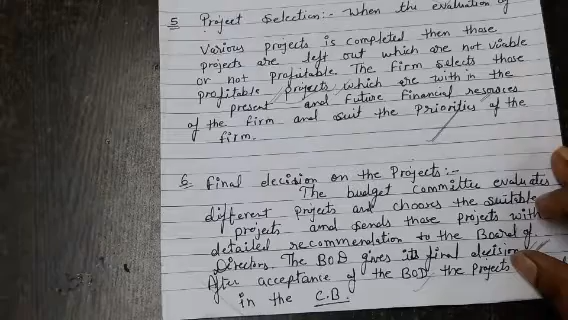 5 Project Selection:- When the evaluation of
Various projects is completed then those
projects are left out which are not viable
or not profitable. The Firm selects those
profitable projects which are with in the
present and Future Financial resources
of the firm and suit the Priorities of the
firm.
6 Final decision on the Projects:-
The budget Committee evaluates
different projects and chooses the suitable
projects and sends those projects with
detailed recommendation to the Board of
Directors. The BOD gives its final decision
After acceptance of the BOD the Projects
in the C.B.